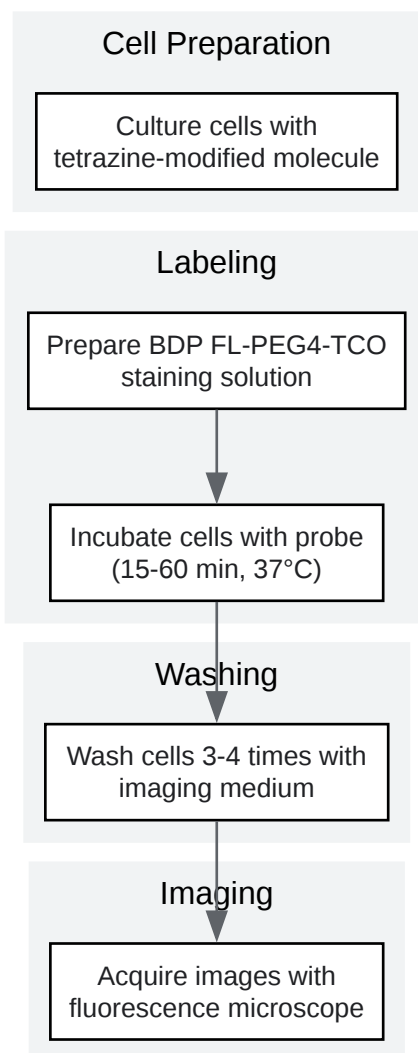 Cell Preparation
Culture cells with
tetrazine-modified molecule
Labeling
Prepare BDP FL-PEG4-TCO
staining solution
Incubate cells with probe
(15-60 min, 37°C)
Washing
Wash cells 3-4 times with
imaging medium
Imaging
Acquire images with
fluorescence microscope